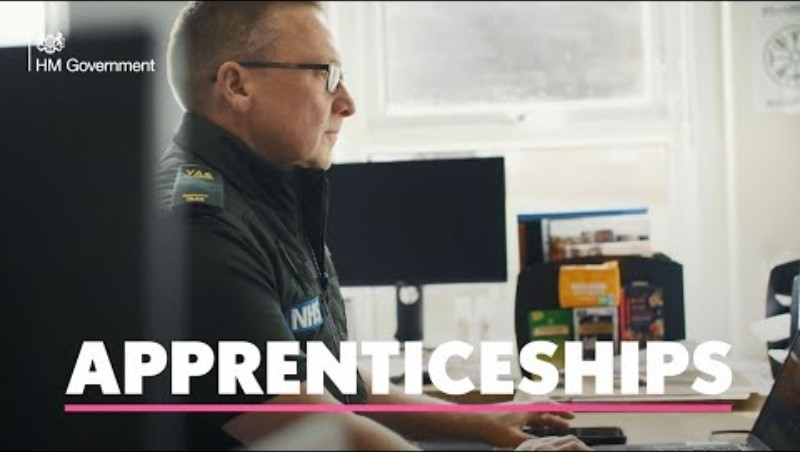 HM Government
YAS
NHS
APPRENTICESHIPS